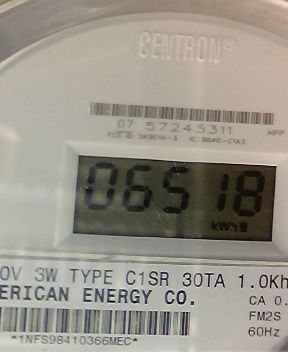 CENTRON®
07 57245311
06518
kWh
0V 3W TYPE C1SR 30TA 1.0Kh
ERICAN ENERGY CO.
CA 0.
FM2S
60Hz
*1NFS98410366MEC*